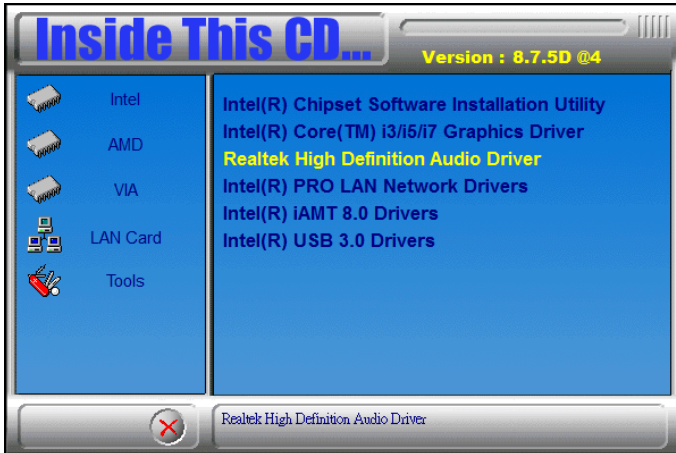 Inside This CD...
Version : 8.7.5D @4
Intel
AMD
VIA
LAN Card
Tools
Intel(R) Chipset Software Installation Utility
Intel(R) Core(TM) i3/i5/i7 Graphics Driver
Realtek High Definition Audio Driver
Intel(R) PRO LAN Network Drivers
Intel(R) iAMT 8.0 Drivers
Intel(R) USB 3.0 Drivers
Realtek High Definition Audio Driver